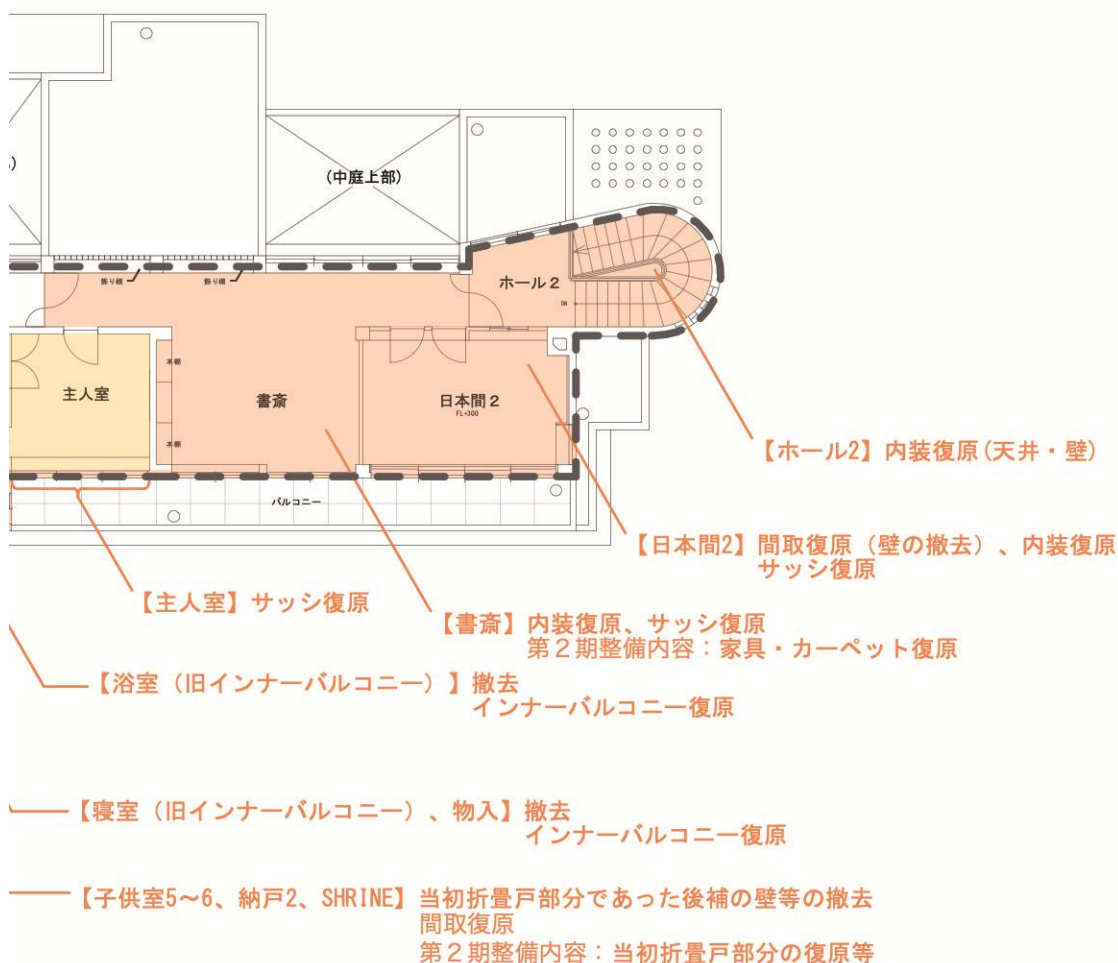 )
(中庭上部)
飾り棚
飾り棚
ホール2
DN
主人室
本棚
書斎
日本間2
FL+300
本棚
バルコニー
【ホール2】内装復原(天井・壁)
【日本間2】間取復原（壁の撤去）、内装復原
サッシ復原
【主人室】サッシ復原
【書斎】内装復原、サッシ復原
第２期整備内容：家具・カーペット復原
【浴室（旧インナーバルコニー）】撤去
インナーバルコニー復原
【寝室（旧インナーバルコニー）、物入】撤去
インナーバルコニー復原
【子供室5～6、納戸2、SHRINE】当初折畳戸部分であった後補の壁等の撤去
間取復原
第２期整備内容：当初折畳戸部分の復原等